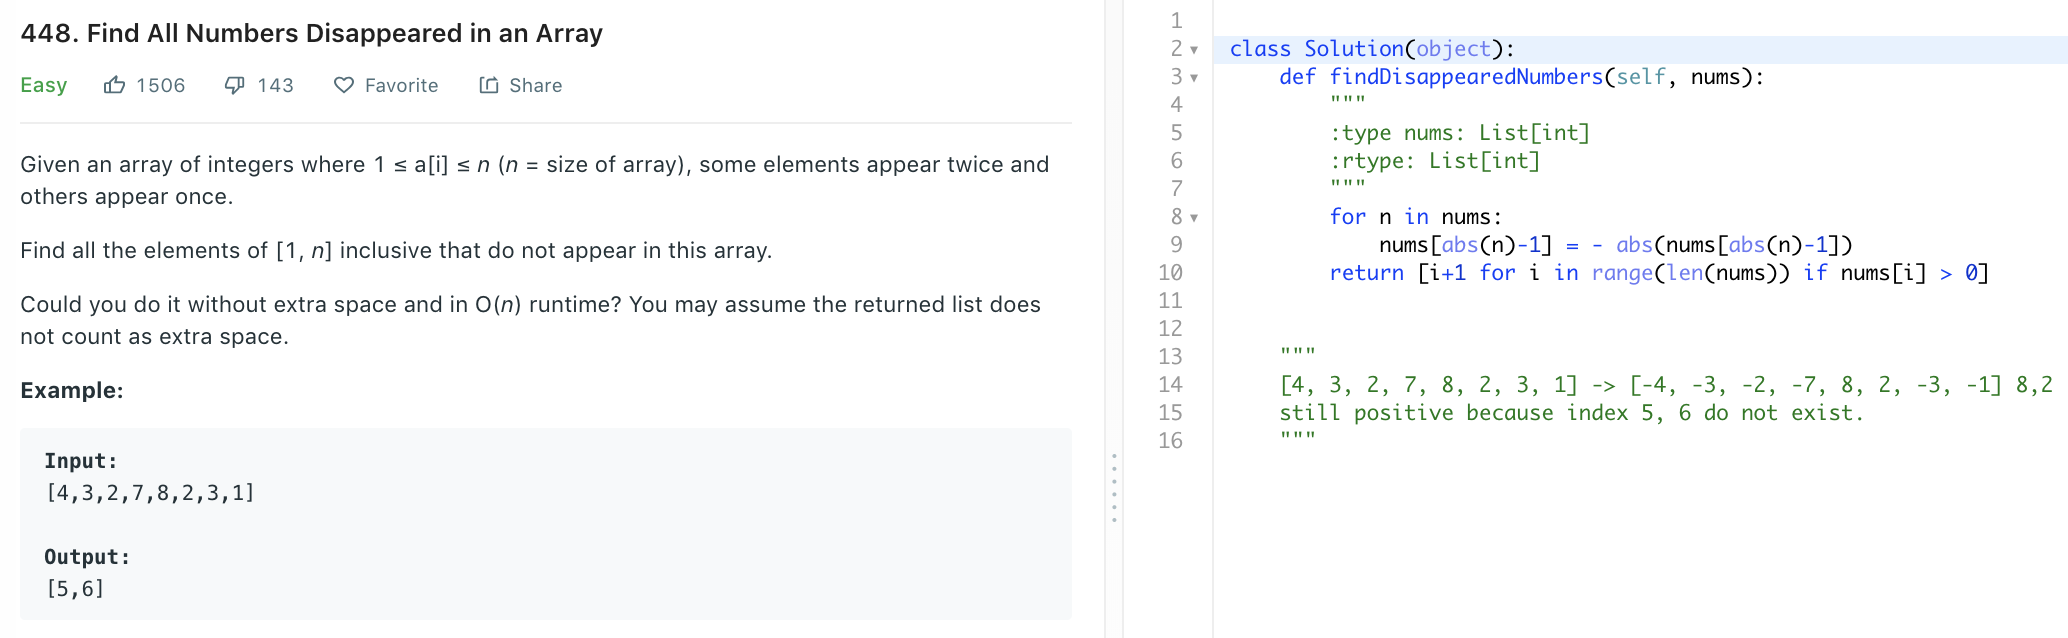 448. Find All Numbers Disappeared in an Array
Easy 1506 143 Favorite Share
Given an array of integers where 1 ≤ a[i] ≤ n (n = size of array), some elements appear twice and
others appear once.
Find all the elements of [1, n] inclusive that do not appear in this array.
Could you do it without extra space and in O(n) runtime? You may assume the returned list does
not count as extra space.
Example:
Input:
[4,3,2,7,8,2,3,1]
Output:
[5,6]
1
2 class Solution(object):
3     def findDisappearedNumbers(self, nums):
4         """
5         :type nums: List[int]
6         :rtype: List[int]
7         """
8         for n in nums:
9             nums[abs(n)-1] = - abs(nums[abs(n)-1])
10         return [i+1 for i in range(len(nums)) if nums[i] > 0]
11
12
13     """
14     [4, 3, 2, 7, 8, 2, 3, 1] -> [-4, -3, -2, -7, 8, 2, -3, -1] 8,2
15     still positive because index 5, 6 do not exist.
16     """